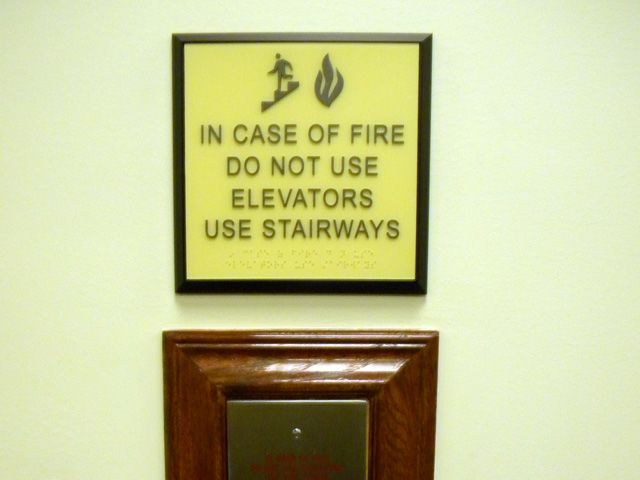 IN CASE OF FIRE
DO NOT USE
ELEVATORS
USE STAIRWAYS